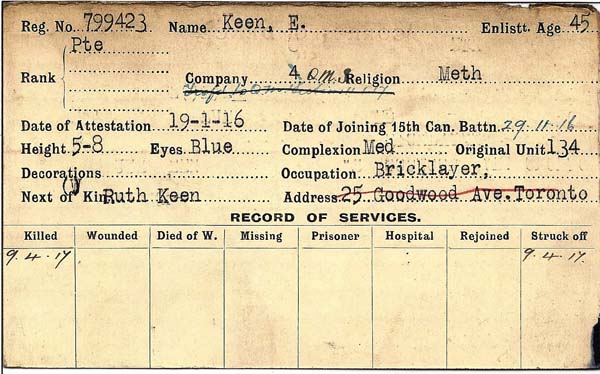 Reg. No. 799423 Name Keen, E. Enlistt. Age 45
Pte
Rank Company 4 Religion Meth
Date of Attestation 19-1-16 Date of Joining 15th Can. Battn. 29.11.16
Height 5-8 Eyes Blue Complexion Med Original Unit 134
Decorations Occupation Bricklayer,
Next of Kin Ruth Keen Address 25 Goodwood Ave. Toronto
RECORD OF SERVICES.
Killed Wounded Died of W. Missing Prisoner Hospital Rejoined Struck off
9.4.17 9.4.17